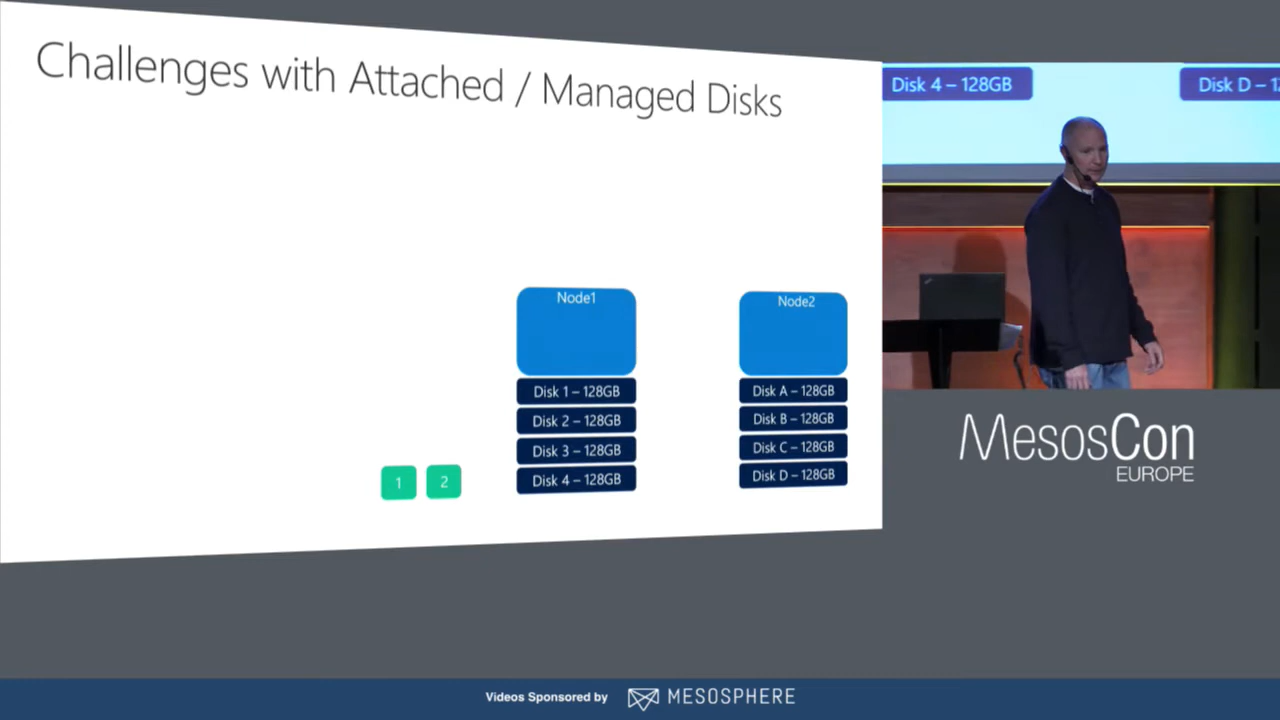 Challenges with Attached / Managed Disks
Node1
Disk 1 – 128GB
Disk 2 – 128GB
Disk 3 – 128GB
Disk 4 – 128GB
1
2
Node2
Disk A – 128GB
Disk B – 128GB
Disk C – 128GB
Disk D – 128GB
Disk 4 – 128GB
Disk D – 1
MesosCon
EUROPE
Videos Sponsored by
MESOSPHERE